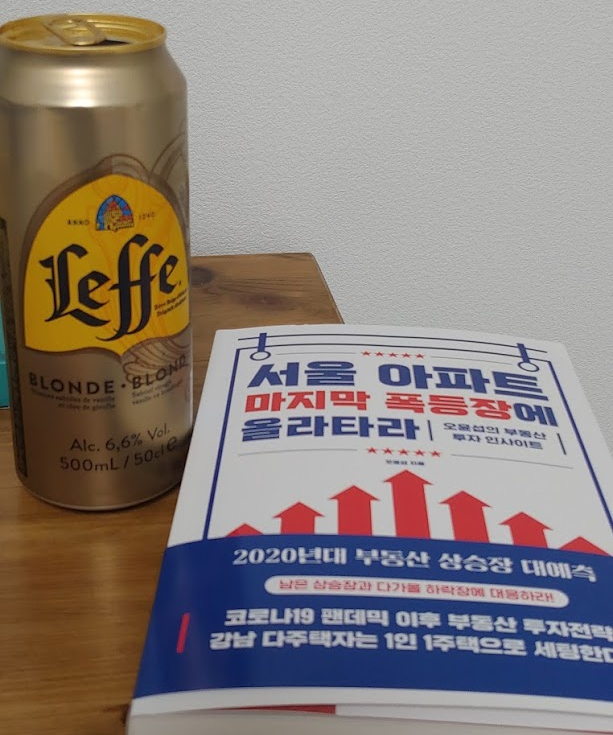 ANNO 1240
Leffe
BLONDE • BLOND
Alc. 6,6% Vol.
500mL / 50cl e
서울 아파트
마지막 폭등장에
올라타라
오윤섭의 부동산
투자 인사이트
오윤섭 지음
2020년대 부동산 상승장 대예측
남은 상승장과 다가올 하락장에 대응하라!
코로나19 팬데믹 이후 부동산 투자전략
강남 다주택자는 1인 1주택으로 세팅한다